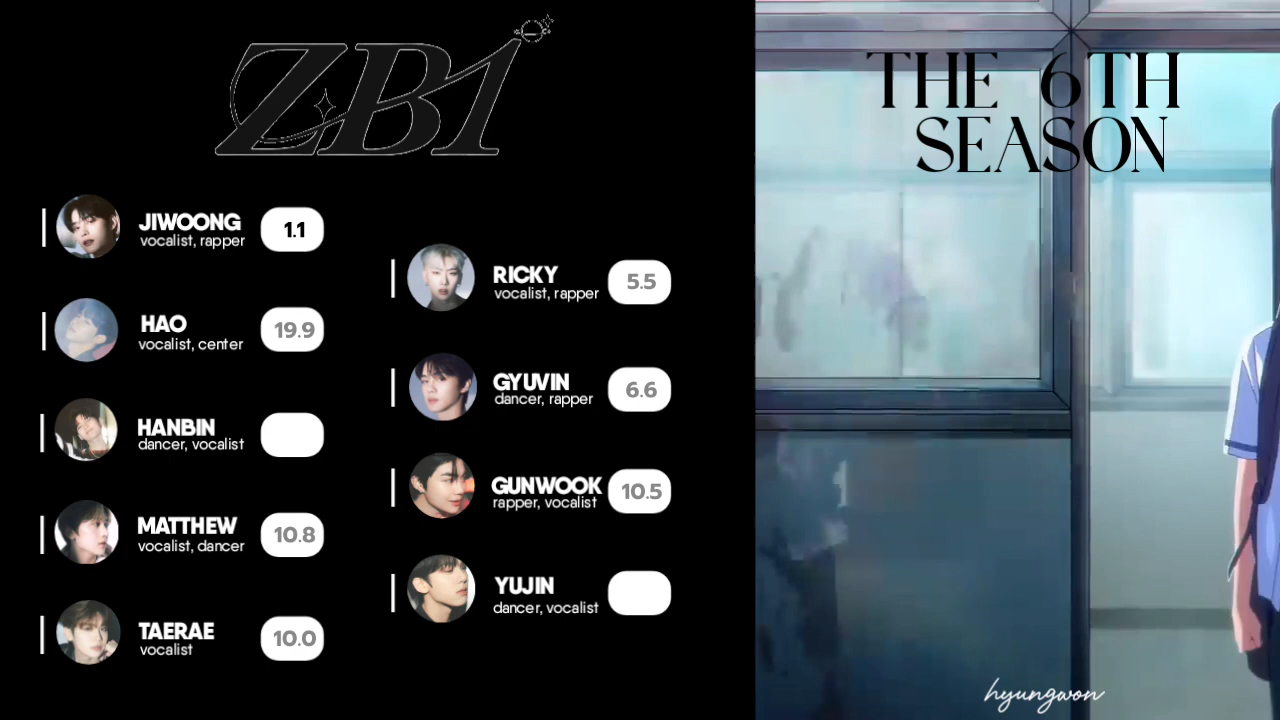 ZB1
JIWOONG
vocalist, rapper
1.1
HAO
vocalist, center
19.9
HANBIN
dancer, vocalist
MATTHEW
vocalist, dancer
10.8
TAERAE
vocalist
10.0
RICKY
vocalist, rapper
5.5
GYUVIN
dancer, rapper
6.6
GUNWOOK
rapper, vocalist
10.5
YUJIN
dancer, vocalist
THE 6TH
SEASON
hyungwon